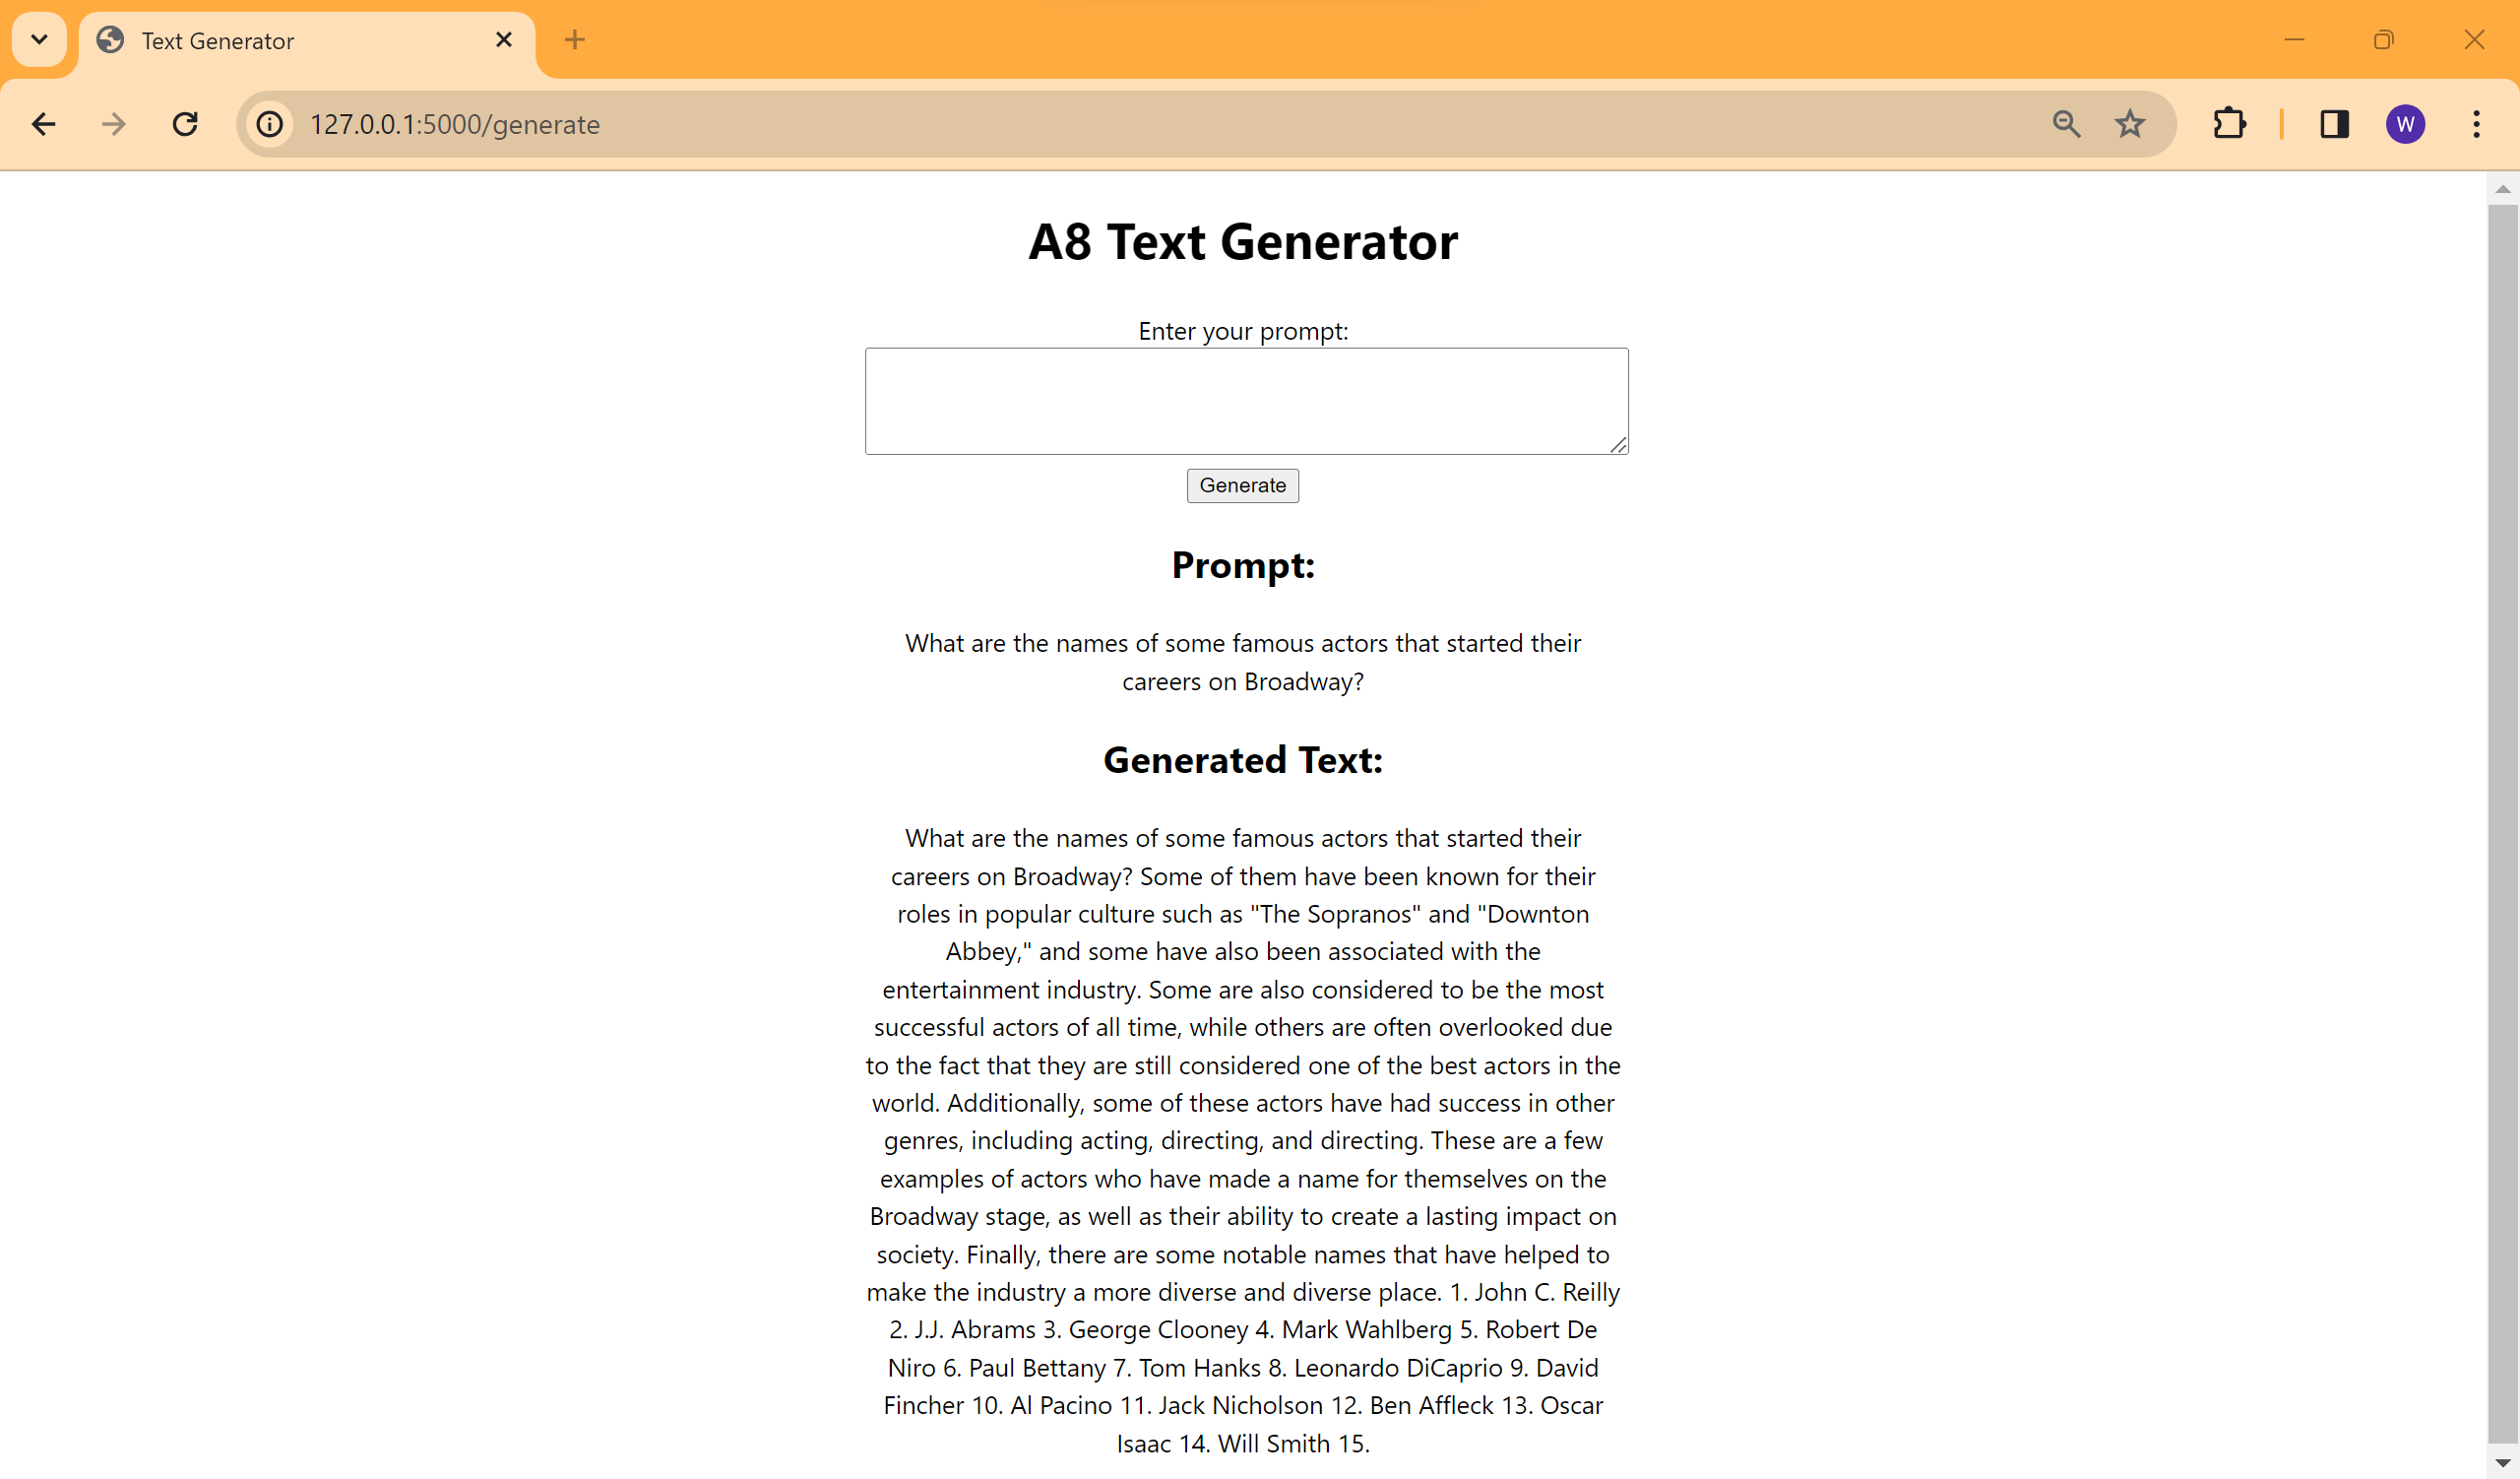 Text Generator
127.0.0.1:5000/generate
W
A8 Text Generator
Enter your prompt:
Generate
Prompt:
What are the names of some famous actors that started their
careers on Broadway?
Generated Text:
What are the names of some famous actors that started their
careers on Broadway? Some of them have been known for their
roles in popular culture such as "The Sopranos" and "Downton
Abbey," and some have also been associated with the
entertainment industry. Some are also considered to be the most
successful actors of all time, while others are often overlooked due
to the fact that they are still considered one of the best actors in the
world. Additionally, some of these actors have had success in other
genres, including acting, directing, and directing. These are a few
examples of actors who have made a name for themselves on the
Broadway stage, as well as their ability to create a lasting impact on
society. Finally, there are some notable names that have helped to
make the industry a more diverse and diverse place. 1. John C. Reilly
2. J.J. Abrams 3. George Clooney 4. Mark Wahlberg 5. Robert De
Niro 6. Paul Bettany 7. Tom Hanks 8. Leonardo DiCaprio 9. David
Fincher 10. Al Pacino 11. Jack Nicholson 12. Ben Affleck 13. Oscar
Isaac 14. Will Smith 15.